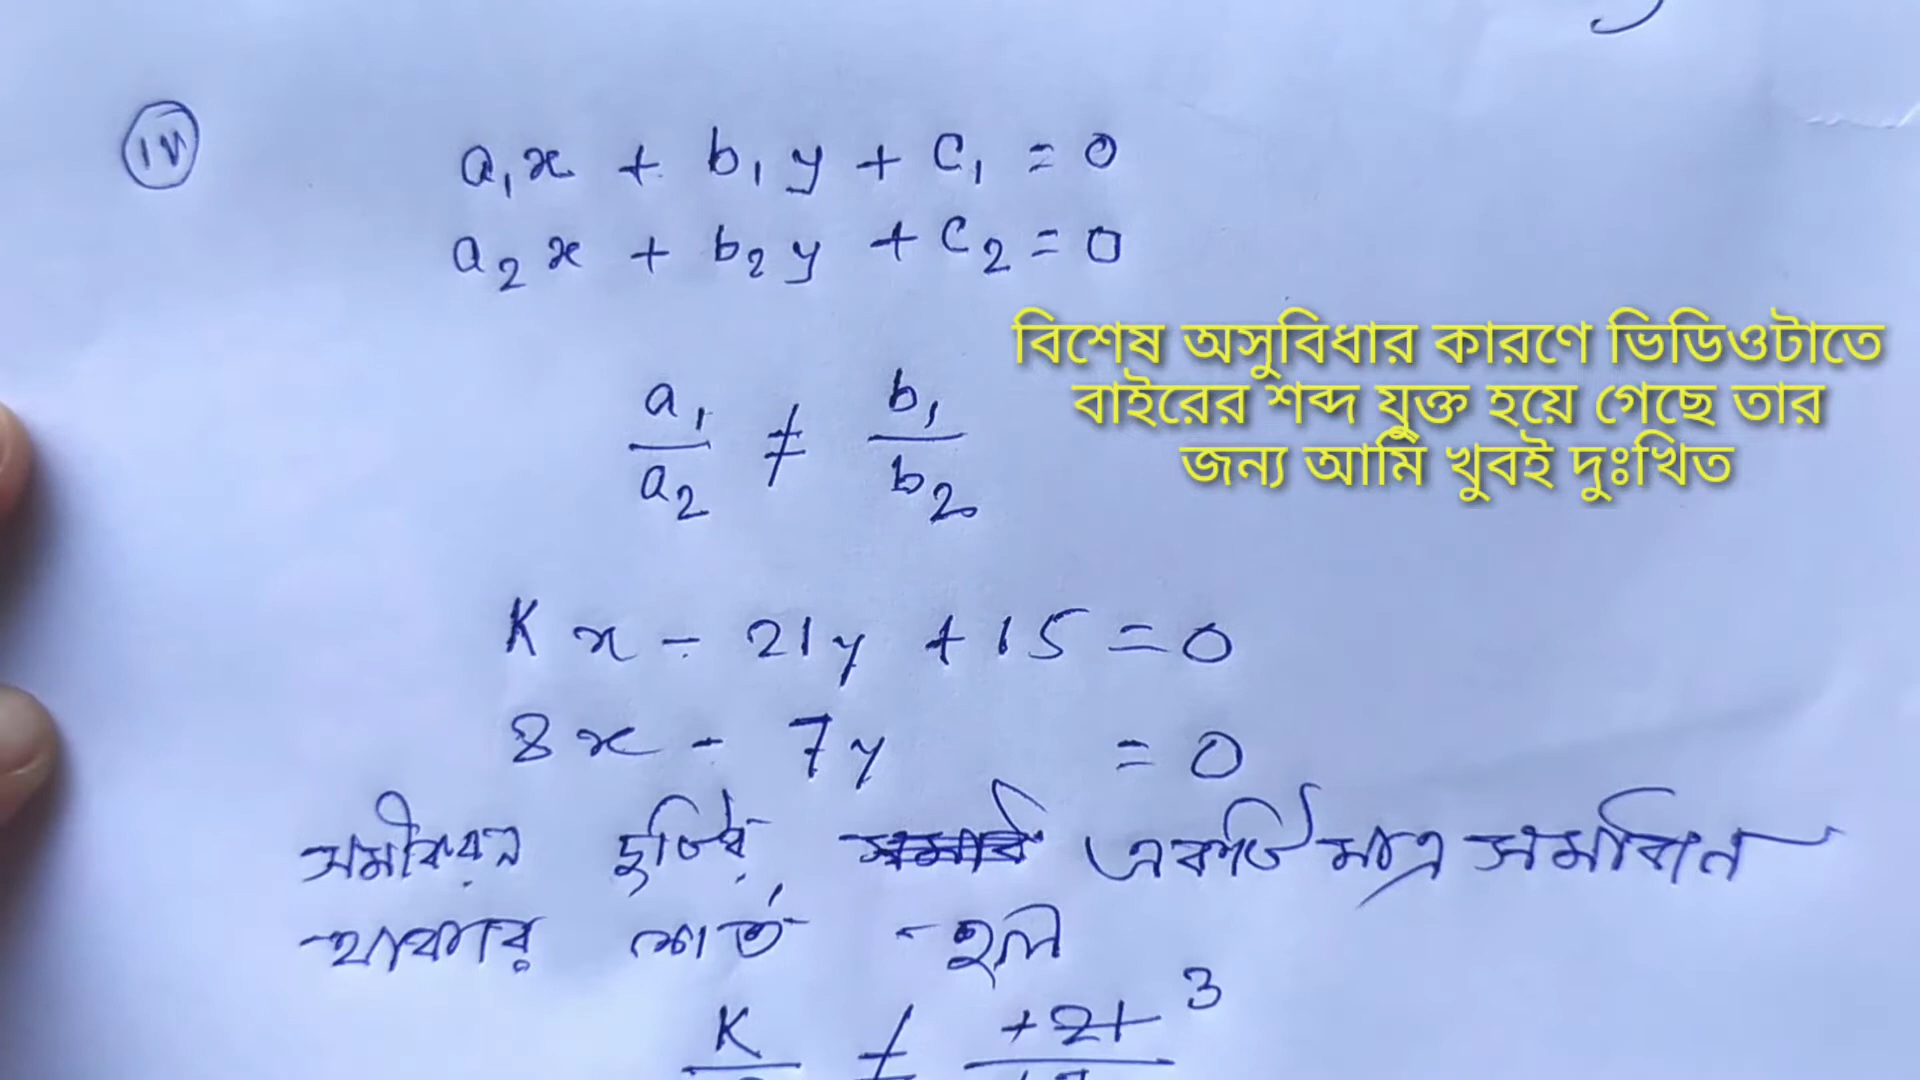 iv
a₁x + b₁y + c₁ = 0
a₂x + b₂y + c₂ = 0
বিশেষ অসুবিধার কারণে ভিডিওটাতে
বাইরের শব্দ যুক্ত হয়ে গেছে তার
জন্য আমি খুবই দুঃখিত
a₁/a₂ ≠ b₁/b₂
Kx - 21y + 15 = 0
8x - 7y = 0
সমীকরন দুটির একটি মাত্র সমাধান
থাকার শর্ত হল
K ≠ +21 3